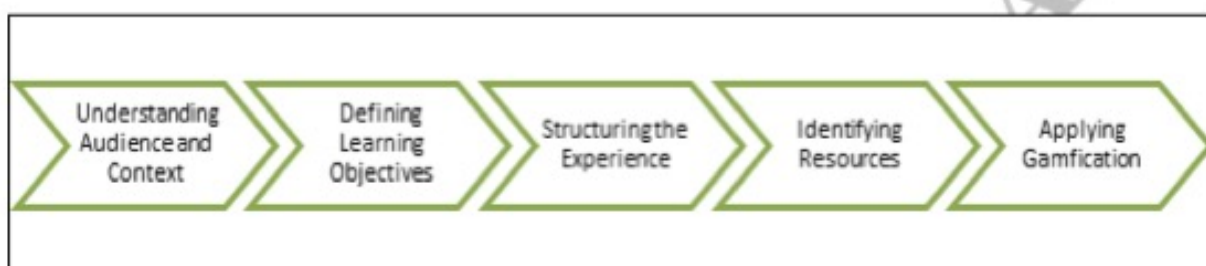 Understanding
Audience and
Context
Defining
Learning
Objectives
Structuring the
Experience
Identifying
Resources
Applying
Gamfication